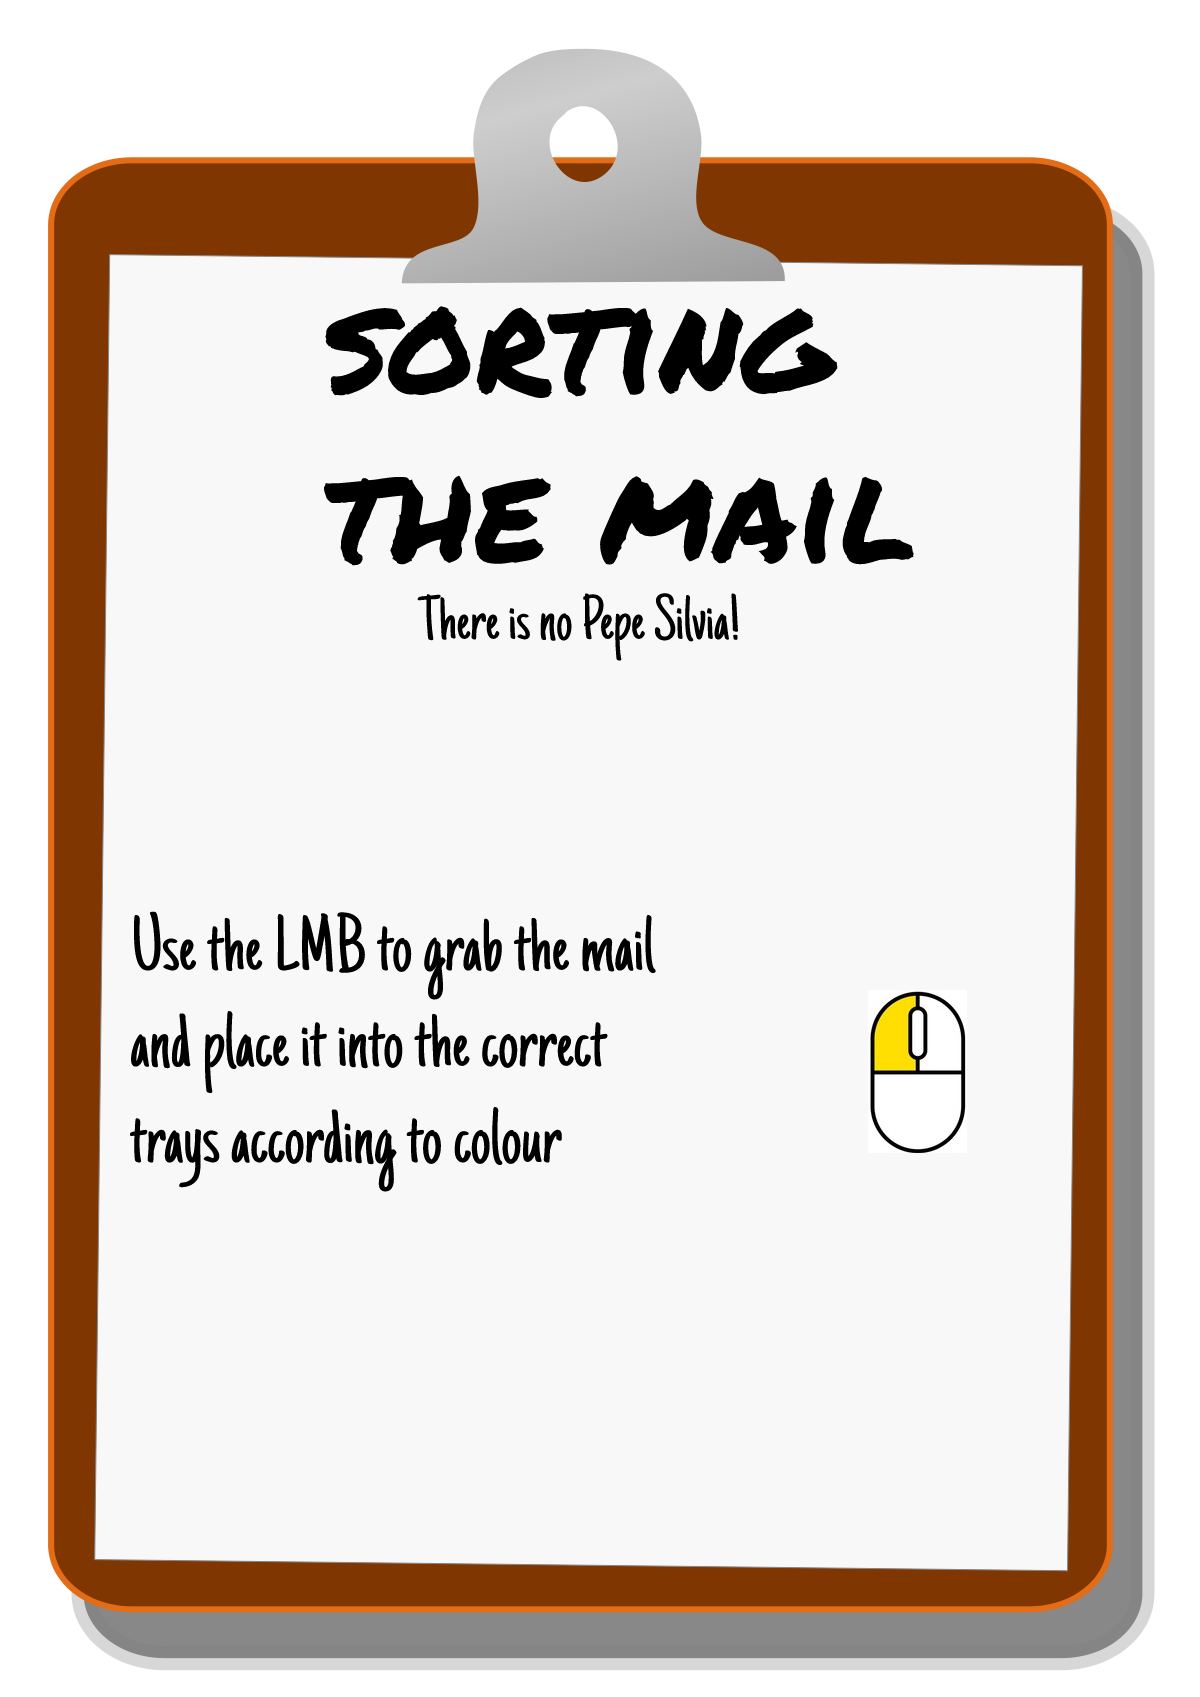 SORTING
THE MAIL
There is no Pepe Silvia!
Use the LMB to grab the mail
and place it into the correct
trays according to colour